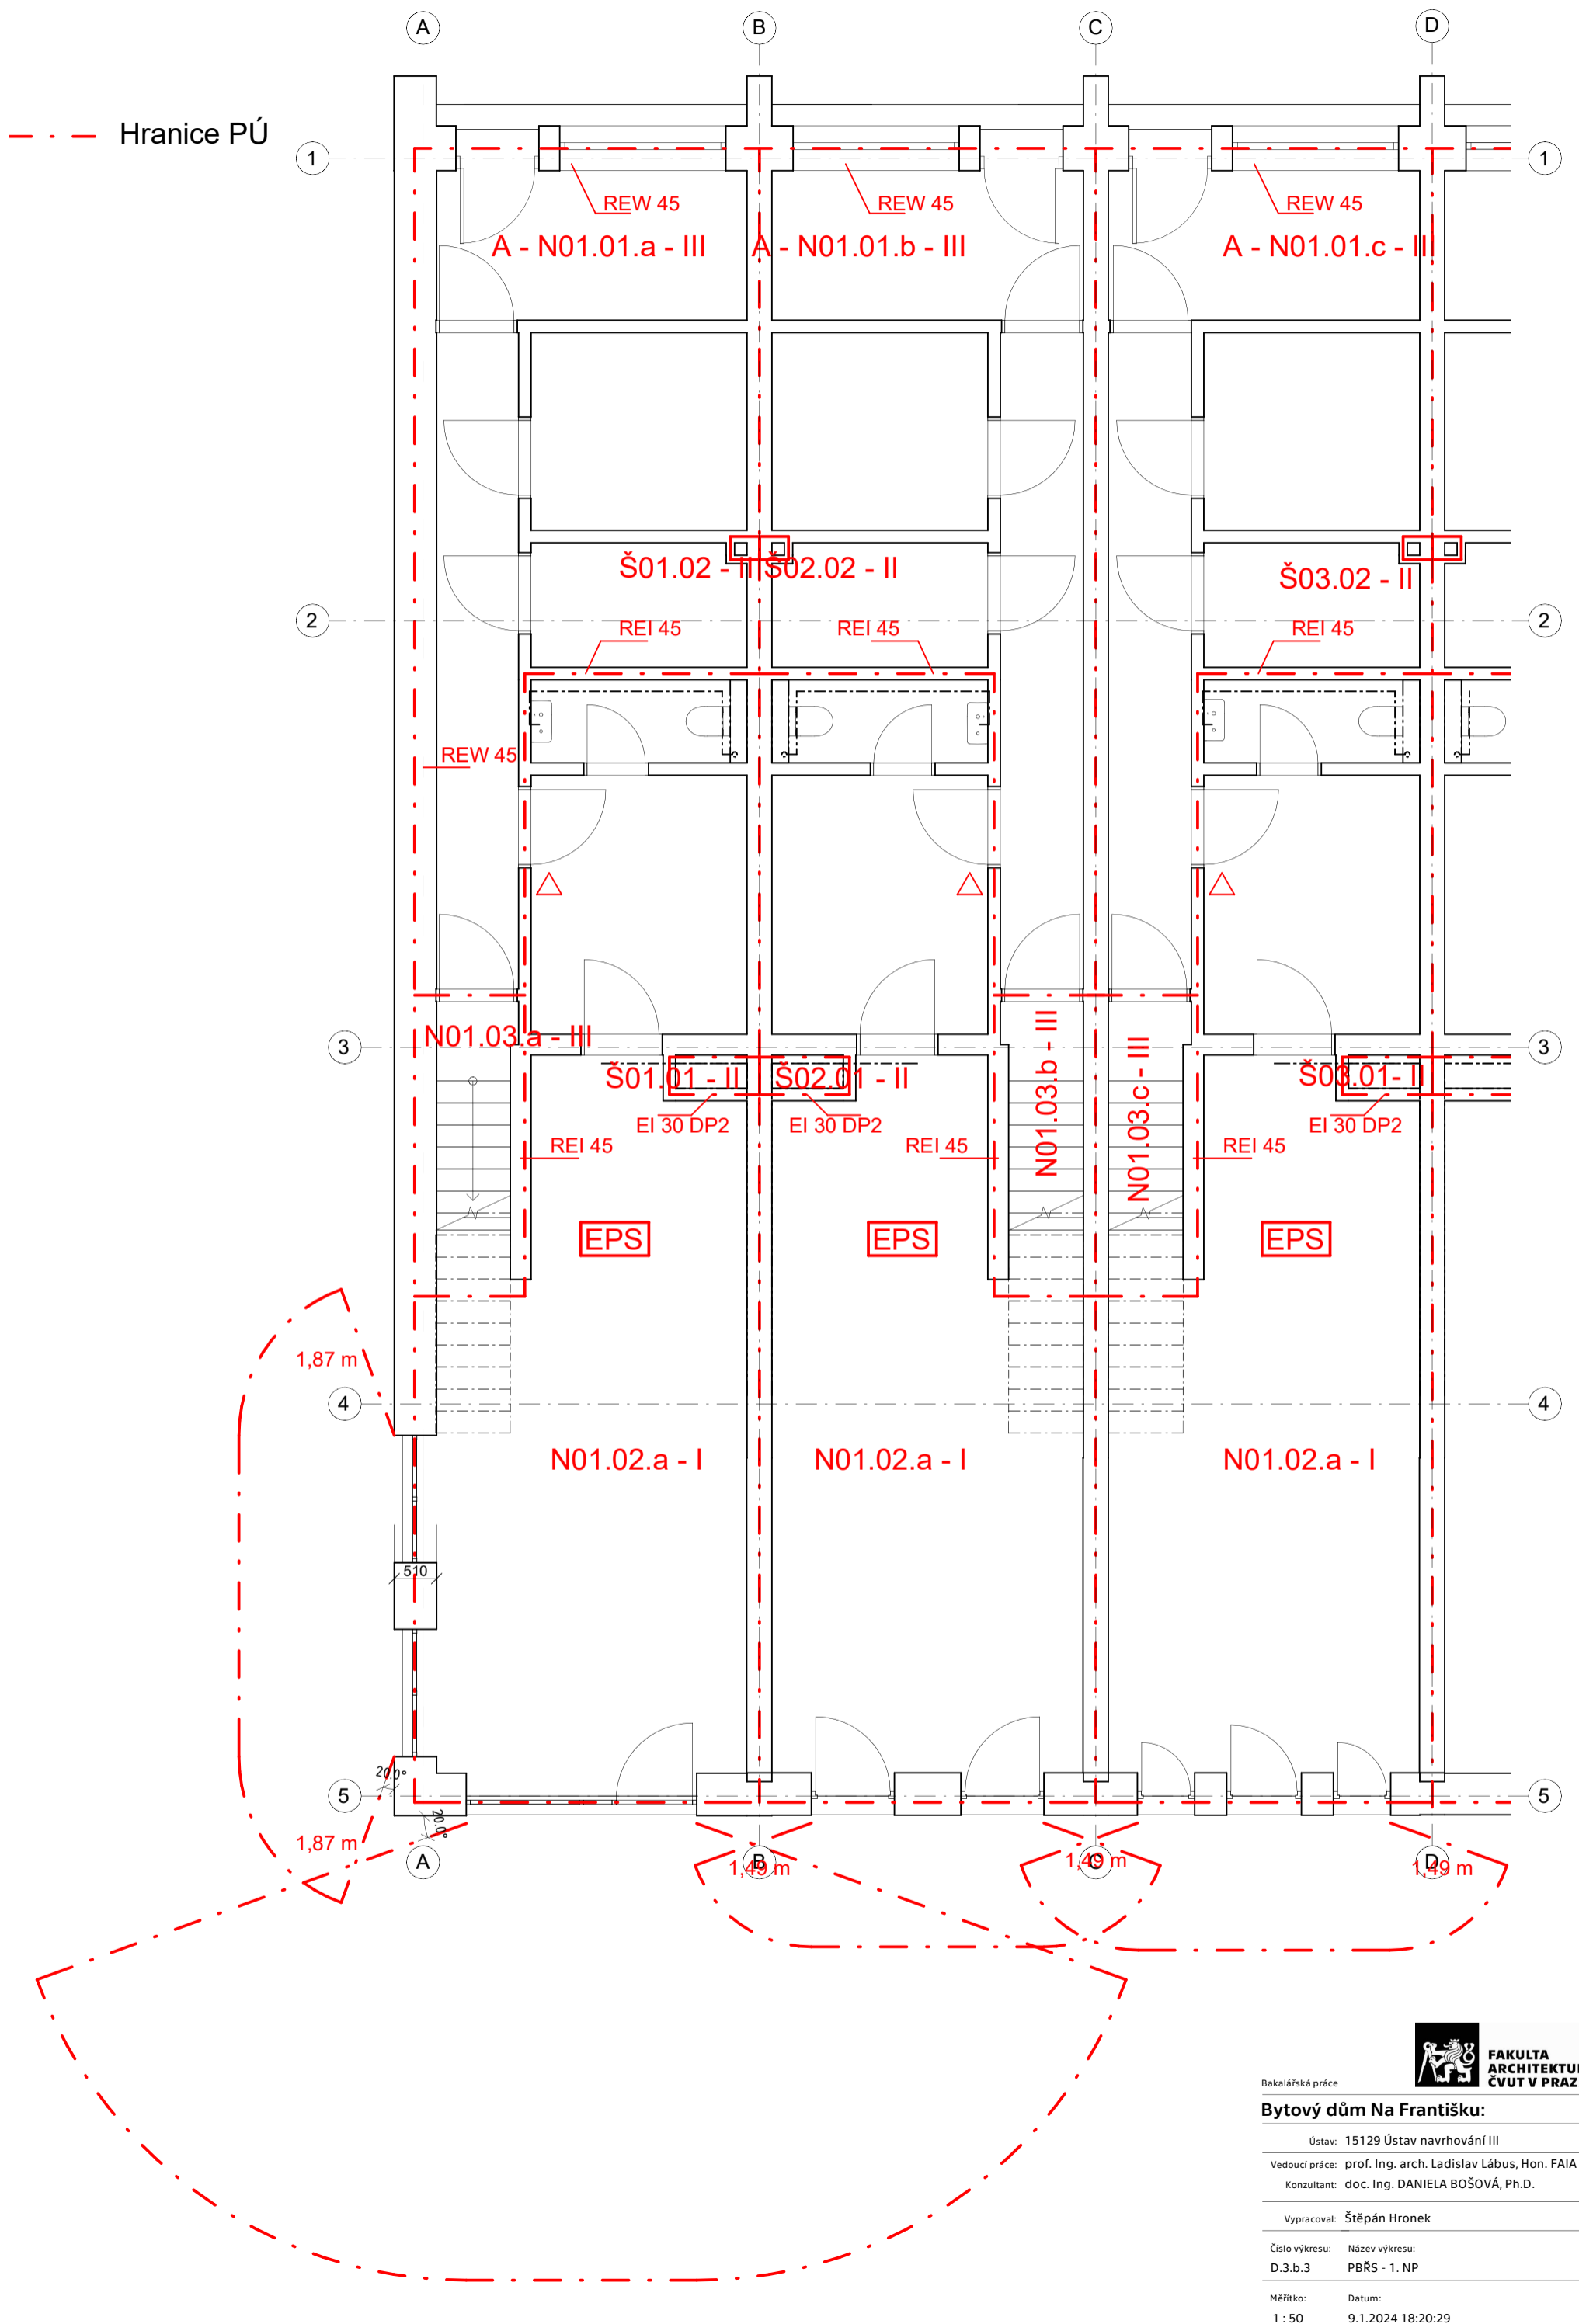 A B C D
Hranice PÚ
1 1
REW 45 REW 45 REW 45
A - N01.01.a - III A - N01.01.b - III A - N01.01.c - III
Š01.02 - II Š02.02 - II Š03.02 - II
2 2
REI 45 REI 45 REI 45
REW 45
N01.03.a - III
N01.03.b - III
N01.03.c - III
3 3
Š01.01 - II Š02.01 - II Š03.01- II
EI 30 DP2 EI 30 DP2 EI 30 DP2
REI 45 REI 45 REI 45
EPS EPS EPS
1,87 m
4 4
N01.02.a - I N01.02.a - I N01.02.a - I
510
20.0°
5 5
20.0°
1,87 m
A B C D
1,49 m 1,49 m 1,49 m
FAKULTA
ARCHITEKTU
ČVUT V PRAZ
Bakalářská práce
Bytový dům Na Františku:
Ústav: 15129 Ústav navrhování III
Vedoucí práce: prof. Ing. arch. Ladislav Lábus, Hon. FAIA
Konzultant: doc. Ing. DANIELA BOŠOVÁ, Ph.D.
Vypracoval: Štěpán Hronek
Číslo výkresu: Název výkresu:
D.3.b.3 PBŘS - 1. NP
Měřítko: Datum:
1 : 50 9.1.2024 18:20:29